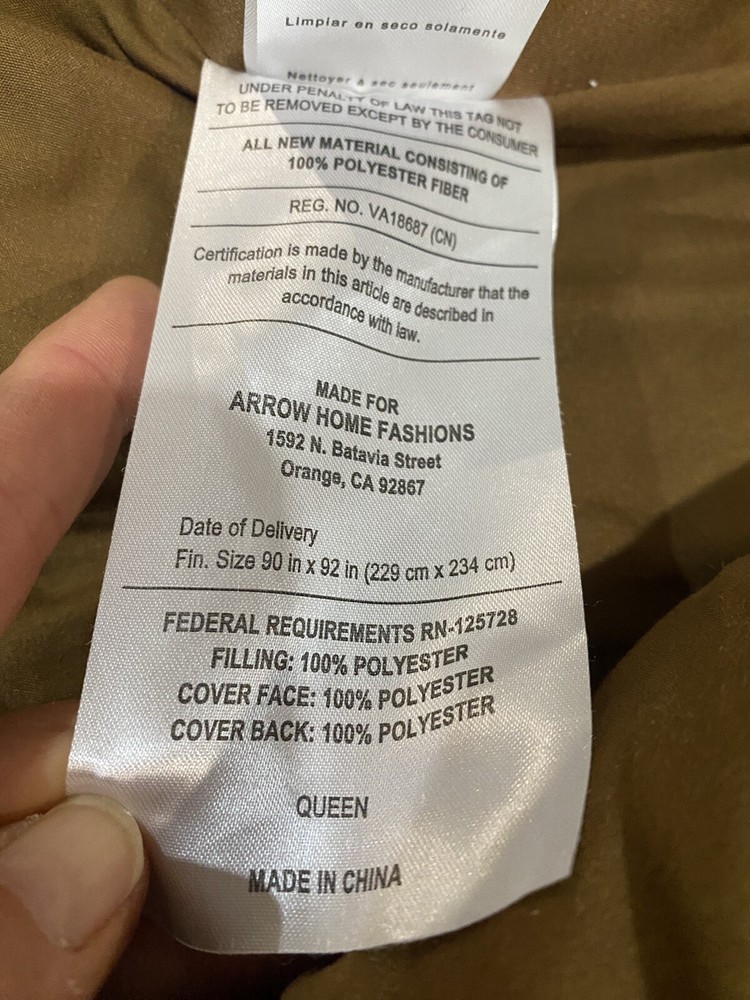 Limpiar en seco solamente
Nettoyer à sec seulement
UNDER PENALTY OF LAW THIS TAG NOT
TO BE REMOVED EXCEPT BY THE CONSUMER
ALL NEW MATERIAL CONSISTING OF
100% POLYESTER FIBER
REG. NO. VA18687 (CN)
Certification is made by the manufacturer that the
materials in this article are described in
accordance with law.
MADE FOR
ARROW HOME FASHIONS
1592 N. Batavia Street
Orange, CA 92867
Date of Delivery
Fin. Size 90 in x 92 in (229 cm x 234 cm)
FEDERAL REQUIREMENTS RN-125728
FILLING: 100% POLYESTER
COVER FACE: 100% POLYESTER
COVER BACK: 100% POLYESTER
QUEEN
MADE IN CHINA